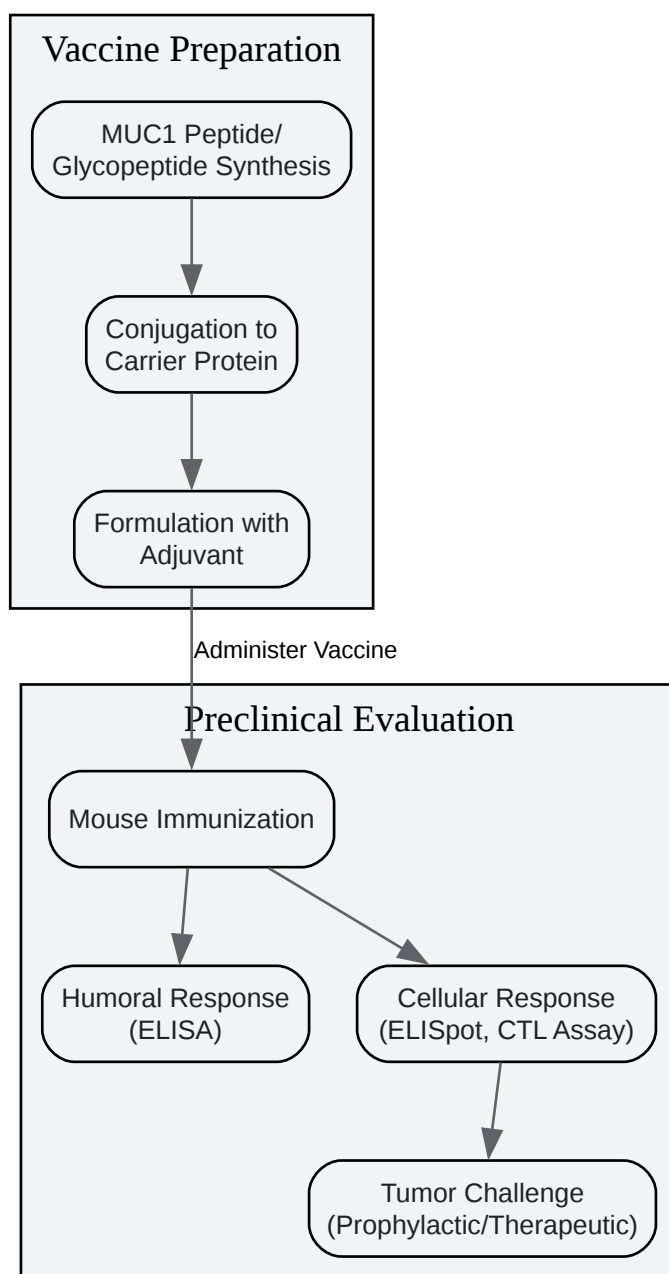 Vaccine Preparation
MUC1 Peptide/
Glycopeptide Synthesis
Conjugation to
Carrier Protein
Formulation with
Adjuvant
Administer Vaccine
Preclinical Evaluation
Mouse Immunization
Humoral Response
(ELISA)
Cellular Response
(ELISpot, CTL Assay)
Tumor Challenge
(Prophylactic/Therapeutic)